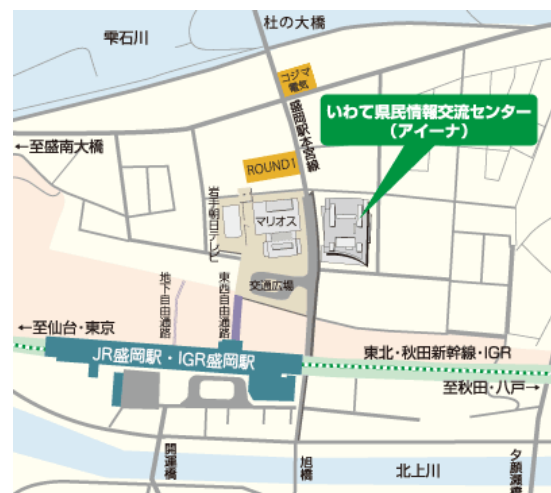 雫石川
杜の大橋
コジマ
電気
盛岡駅本宮線
いわて県民情報交流センター
(アイーナ)
←至盛南大橋
ROUND1
岩手朝日テレビ
マリオス
交通広場
地下自由通路
東西自由通路
←至仙台・東京
JR盛岡駅・IGR盛岡駅
東北・秋田新幹線・IGR
至秋田・八戸→
開運橋
旭橋
北上川
夕顔瀬橋